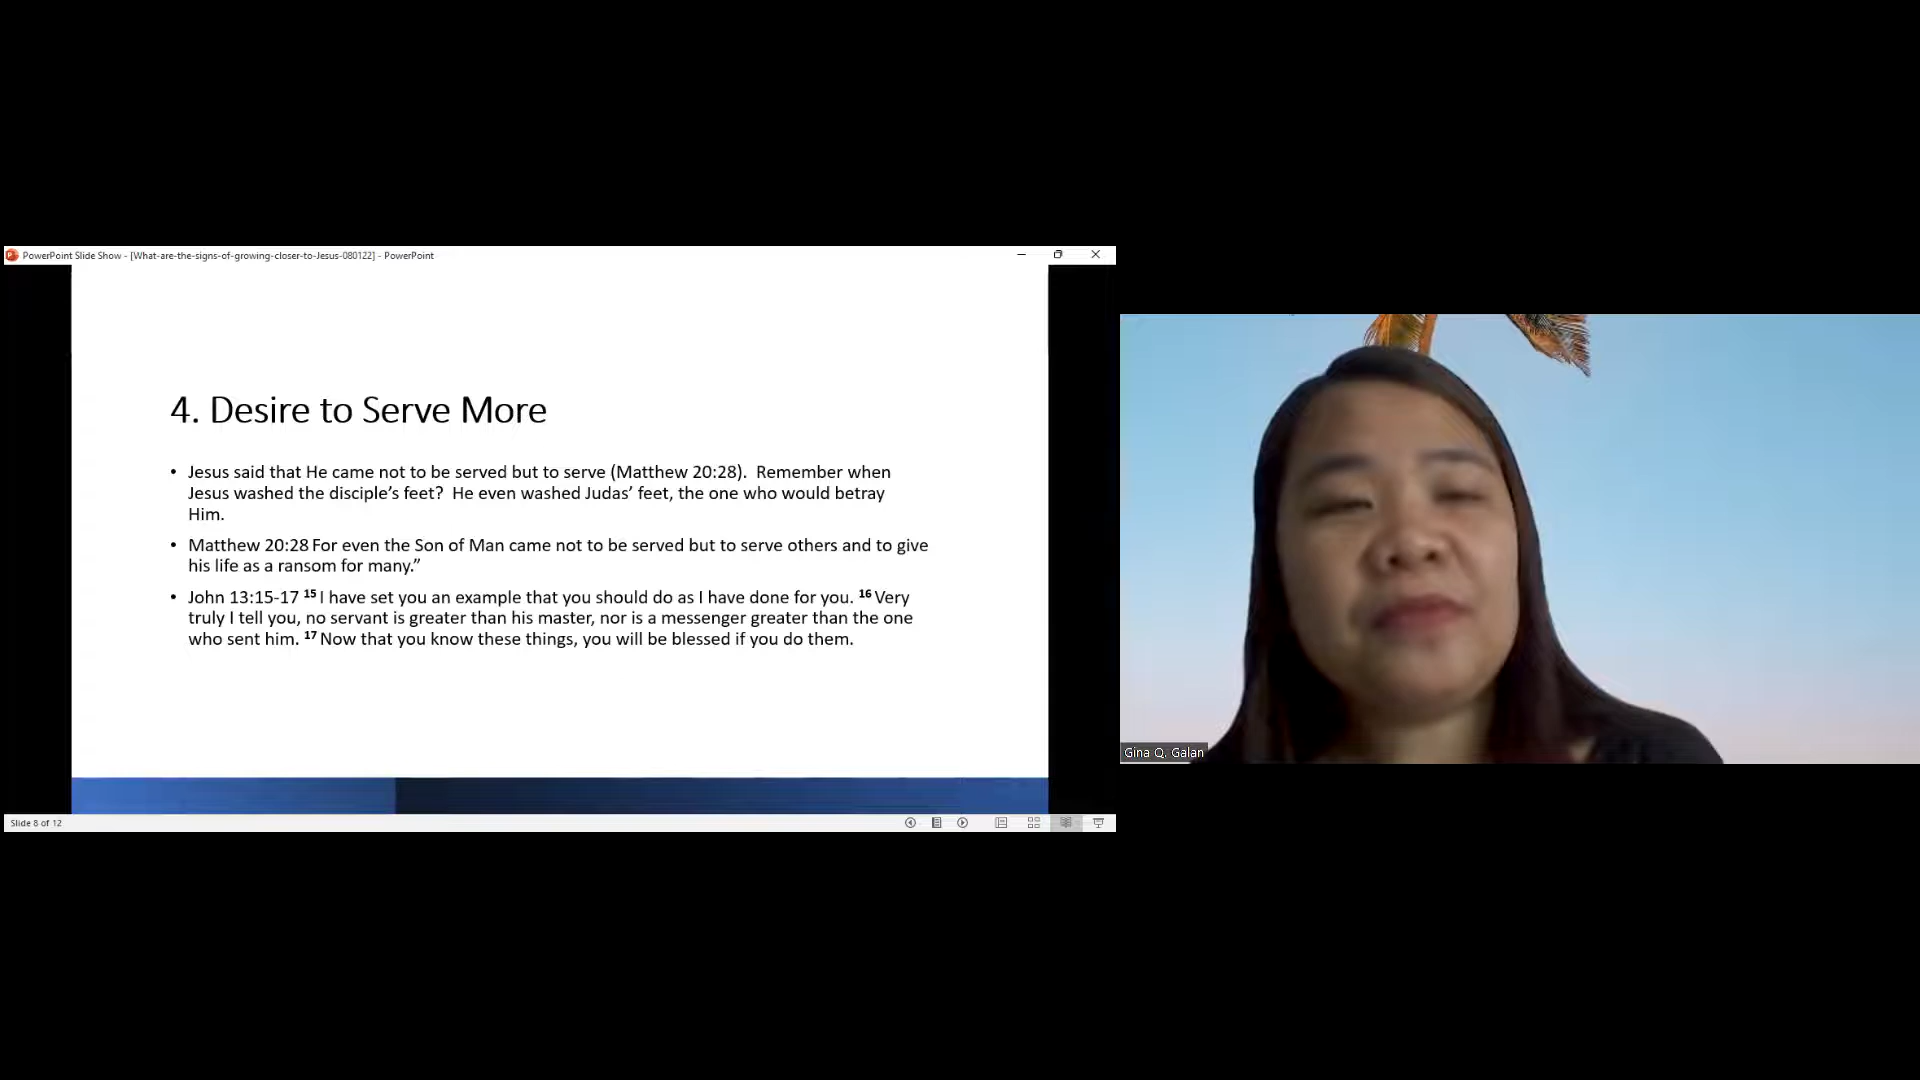 PowerPoint Slide Show - [What-are-the-signs-of-growing-closer-to-Jesus-080122] - PowerPoint
4. Desire to Serve More
• Jesus said that He came not to be served but to serve (Matthew 20:28). Remember when
Jesus washed the disciple’s feet? He even washed Judas’ feet, the one who would betray
Him.
• Matthew 20:28 For even the Son of Man came not to be served but to serve others and to give
his life as a ransom for many.”
• John 13:15-17 15 I have set you an example that you should do as I have done for you. 16 Very
truly I tell you, no servant is greater than his master, nor is a messenger greater than the one
who sent him. 17 Now that you know these things, you will be blessed if you do them.
Slide 8 of 12
Gina Q. Galan